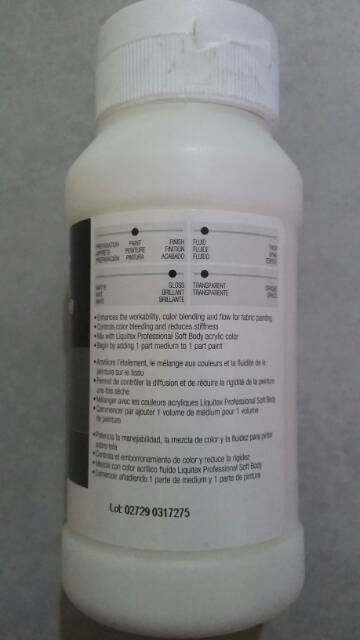 PREPARATION PAINT FINISH
APPRÊTE PEINTURE FINITION
PREPARACIÓN PINTURA ACABADO
FLUID THICK
FLUIDE ÉPAIS
FLUIDO ESPESO
MATTE GLOSS
MAT BRILLANT
MATE BRILLANTE
TRANSPARENT OPAQUE
TRANSPARENTE OPACO
• Enhances the workability, color blending and flow for fabric painting
• Controls color bleeding and reduces stiffness
• Mix with Liquitex Professional Soft Body acrylic color
• Begin by adding 1 part medium to 1 part paint
• Améliore l'étalement, le mélange aux couleurs et la fluidité de la
peinture sur le tissu
• Permet de contrôler la diffusion et de réduire la rigidité de la peinture
une fois sèche
• Mélanger avec les couleurs acryliques Liquitex Professional Soft Body
• Commencer par ajouter 1 volume de médium pour 1 volume
de peinture
• Potencia la manejabilidad, la mezcla de color y la fluidez para pintar
sobre tela
• Controla el emborronamiento de color y reduce la rigidez
• Mezcle con color acrílico fluido Liquitex Professional Soft Body
• Comenzar añadiendo 1 parte de medium y 1 parte de pintura
Lot: 02729 0317275